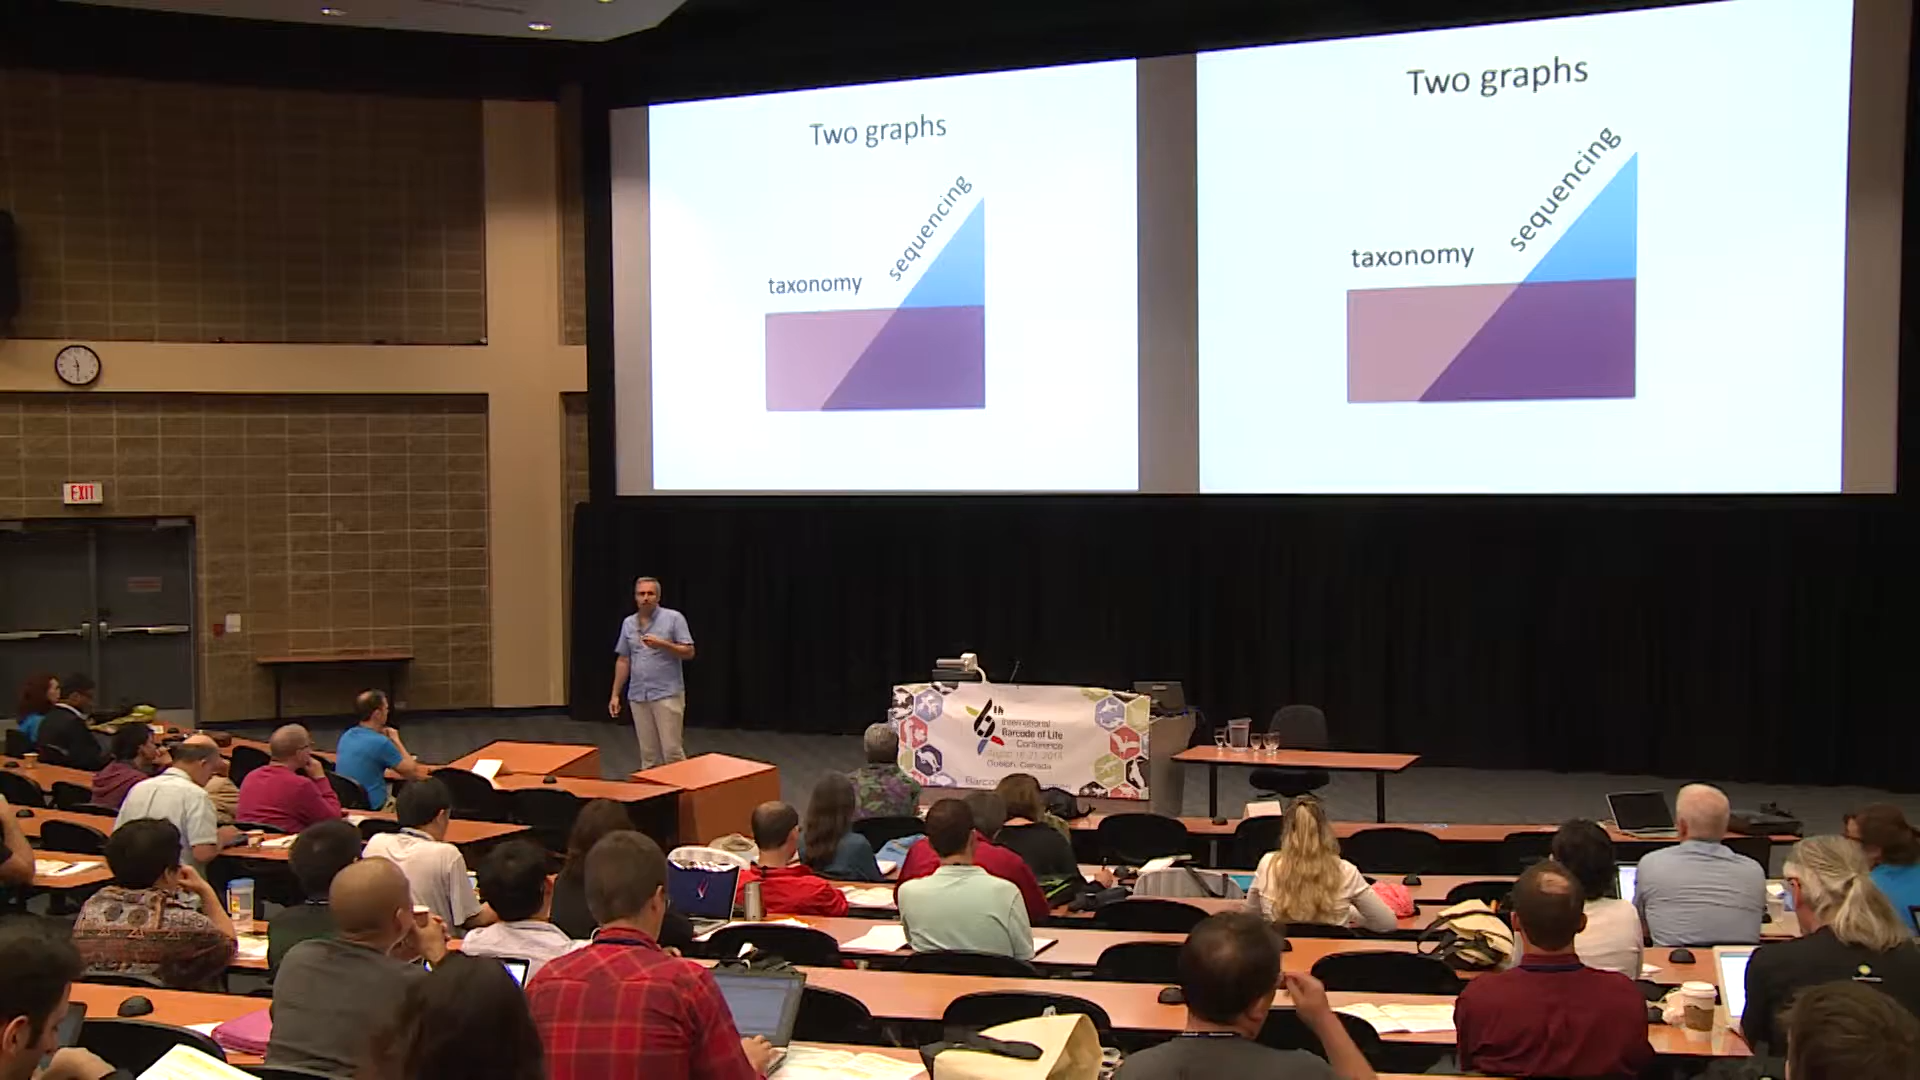 Two graphs
sequencing
taxonomy
Two graphs
sequencing
taxonomy
EXIT
International
Barcode of Life
Conference
Guelph, Canada